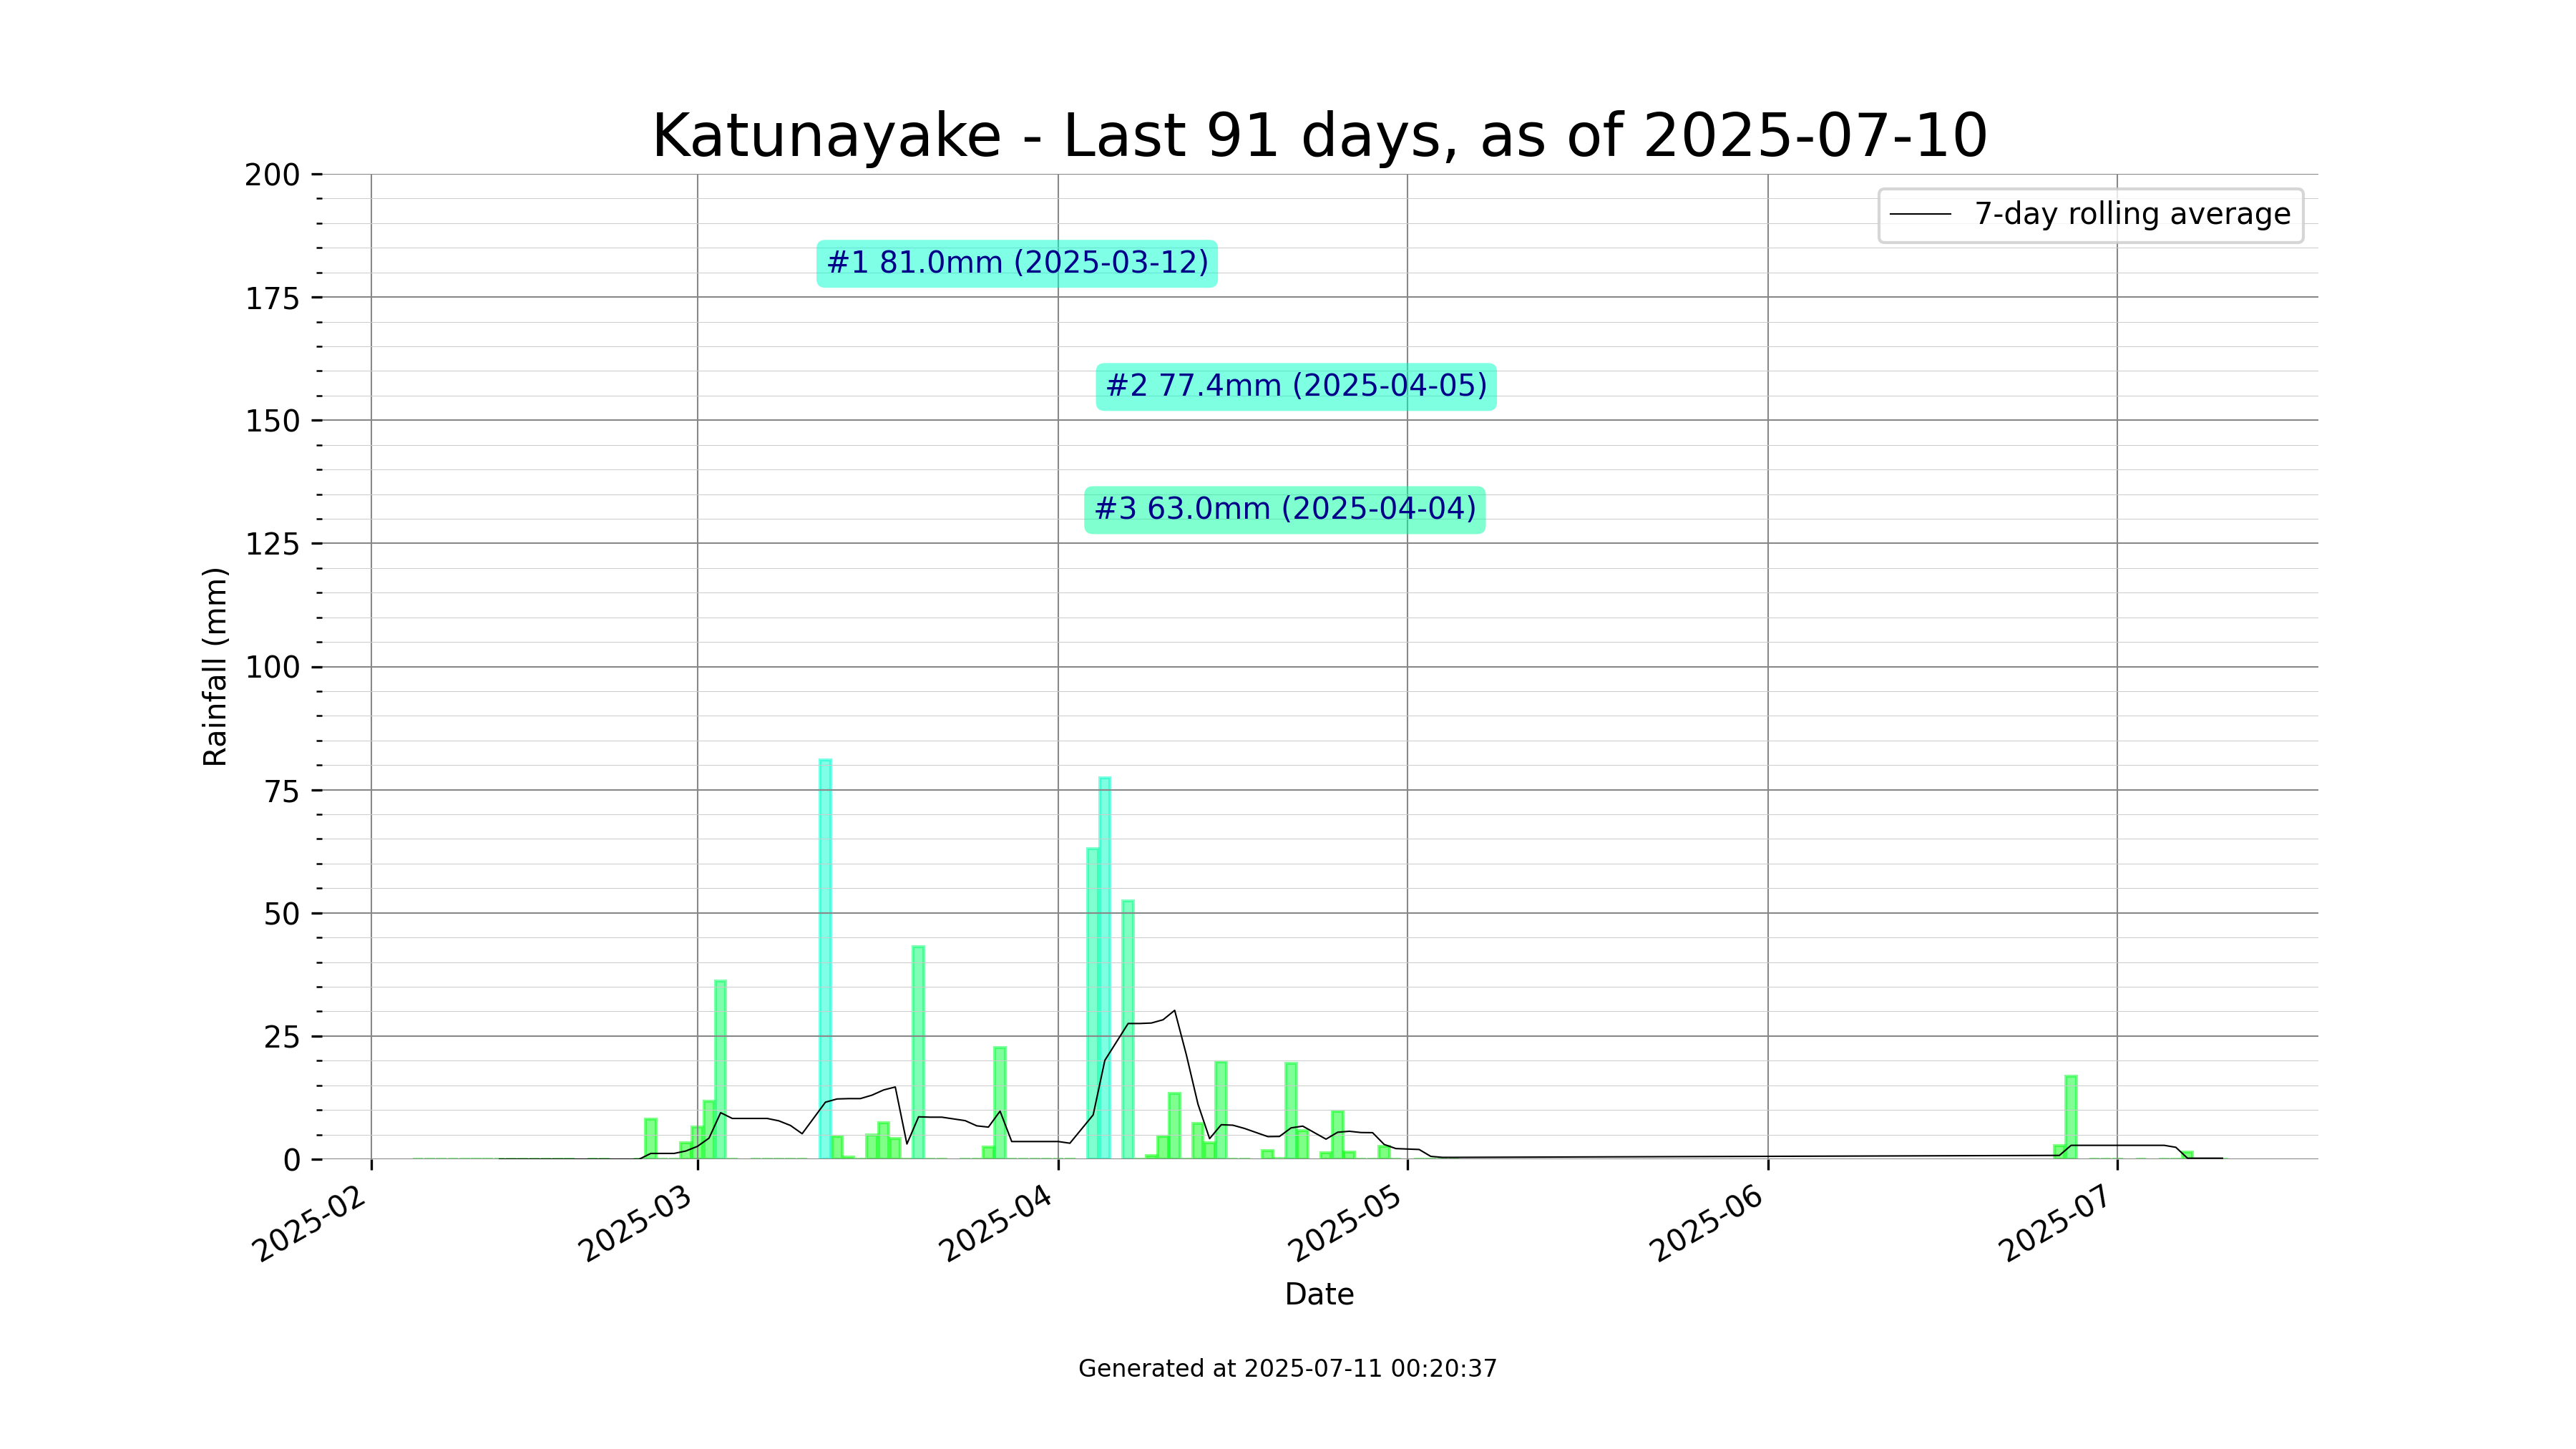 Katunayake - Last 91 days, as of 2025-07-10
200
175
150
125
100
75
50
25
0
Rainfall (mm)
7-day rolling average
#1 81.0mm (2025-03-12)
#2 77.4mm (2025-04-05)
#3 63.0mm (2025-04-04)
2025-02
2025-03
2025-04
2025-05
2025-06
2025-07
Date
Generated at 2025-07-11 00:20:37